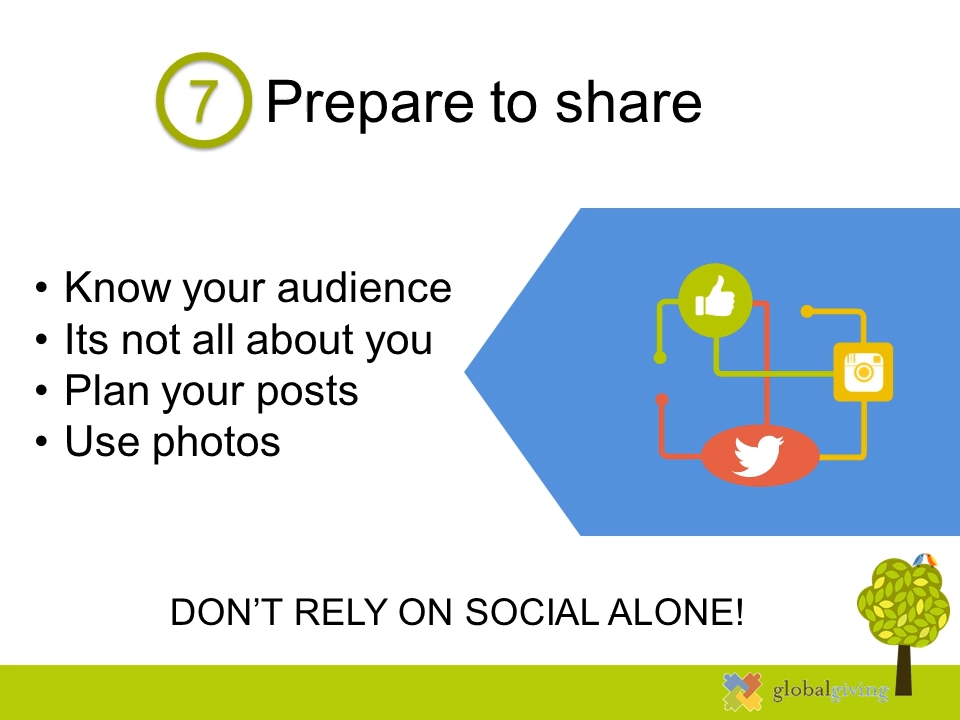 7 Prepare to share
• Know your audience
• Its not all about you
• Plan your posts
• Use photos
DON’T RELY ON SOCIAL ALONE!
globalgiving